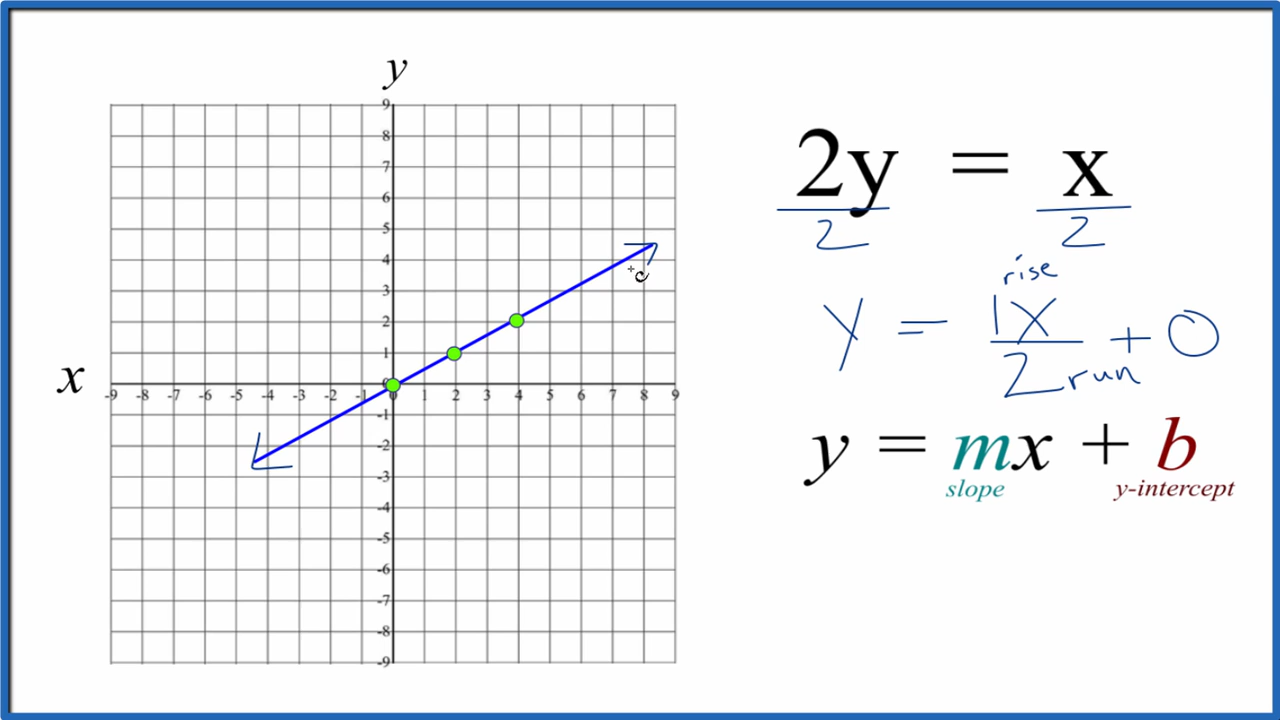 y
9
8
7
6
5
4
3
2
1
0
x
-9 -8 -7 -6 -5 -4 -3 -2 -1 0 1 2 3 4 5 6 7 8 9
-1
-2
-3
-4
-5
-6
-7
-8
-9
2y = x
2 2
rise
y = 1x + 0
2 run
y = mx + b
slope y-intercept